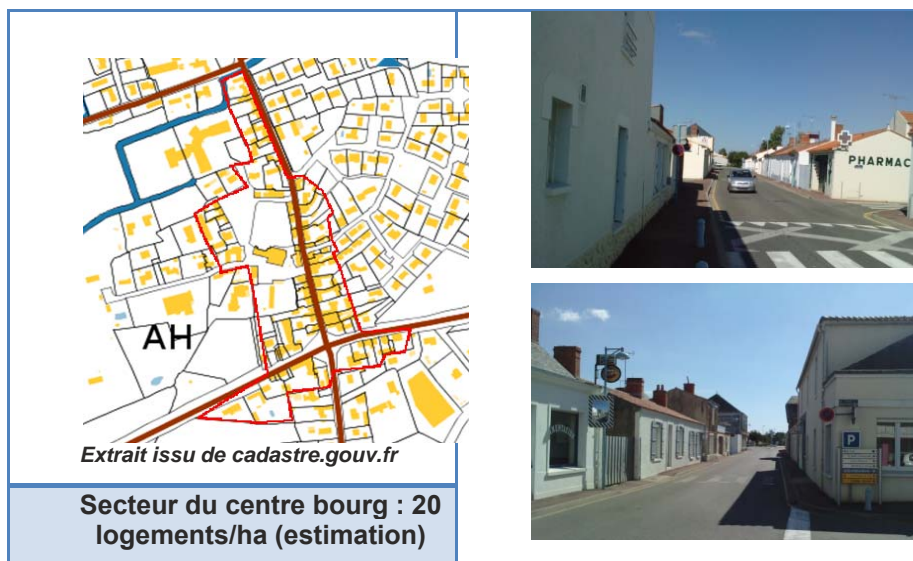 AH
Extrait issu de cadastre.gouv.fr
Secteur du centre bourg : 20
logements/ha (estimation)
PHARMAC
P